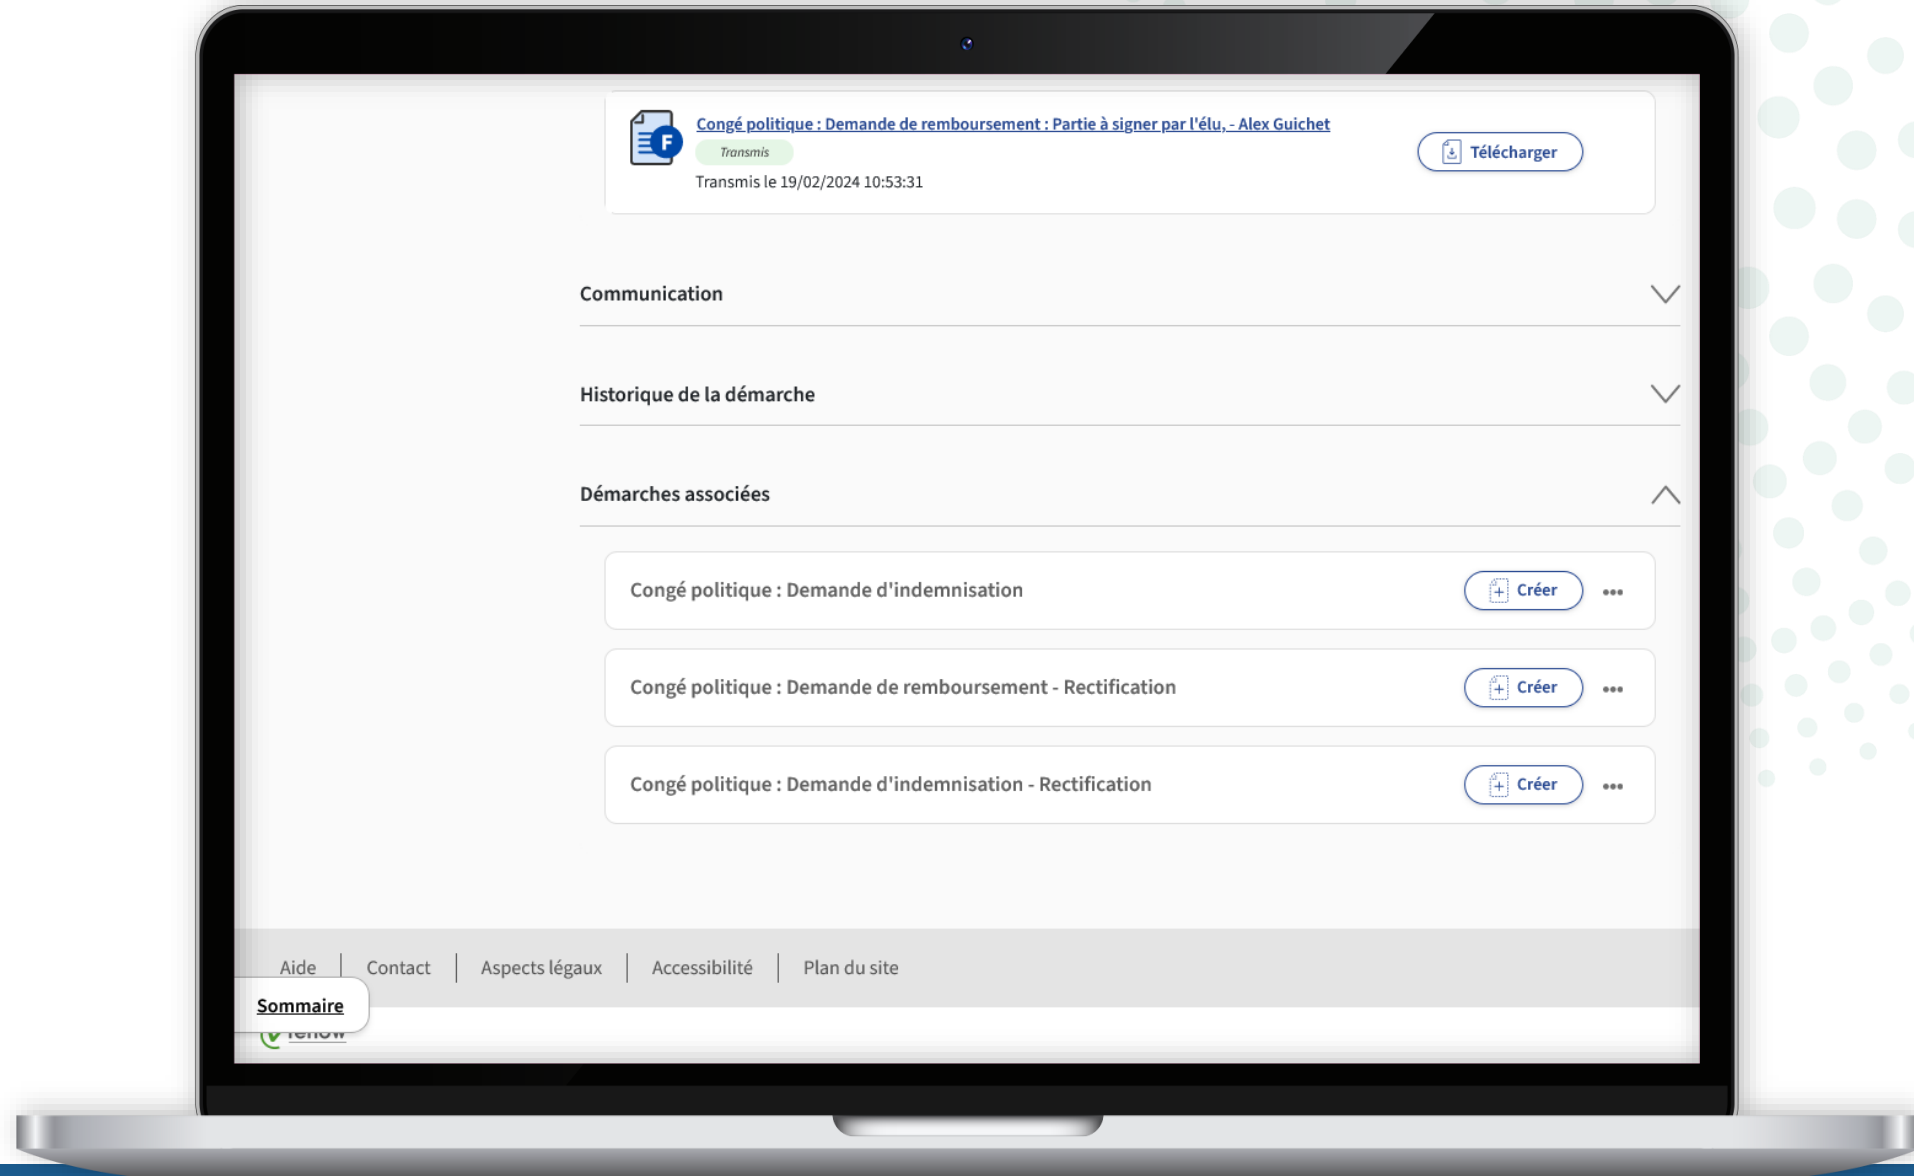 Congé politique : Demande de remboursement : Partie à signer par l'élu, - Alex Guichet
F
Transmis
Télécharger
Transmis le 19/02/2024 10:53:31
Communication
Historique de la démarche
Démarches associées
Congé politique : Demande d'indemnisation
Créer
Congé politique : Demande de remboursement - Rectification
Créer
Congé politique : Demande d'indemnisation - Rectification
Créer
Aide | Contact | Aspects légaux | Accessibilité | Plan du site
Sommaire